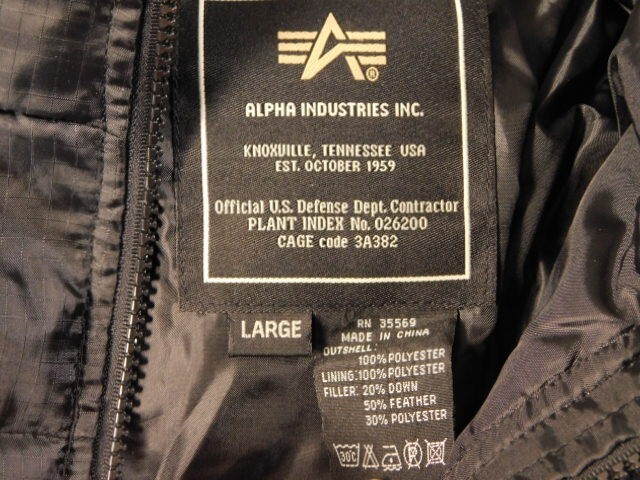 ALPHA INDUSTRIES INC.
KNOXVILLE, TENNESSEE USA
EST. OCTOBER 1959
Official U.S. Defense Dept. Contractor
PLANT INDEX No. 026200
CAGE code 3A382
LARGE
RN 35569
MADE IN CHINA
OUTSHELL:
100% POLYESTER
LINING: 100% POLYESTER
FILLER: 20% DOWN
50% FEATHER
30% POLYESTER
30°C